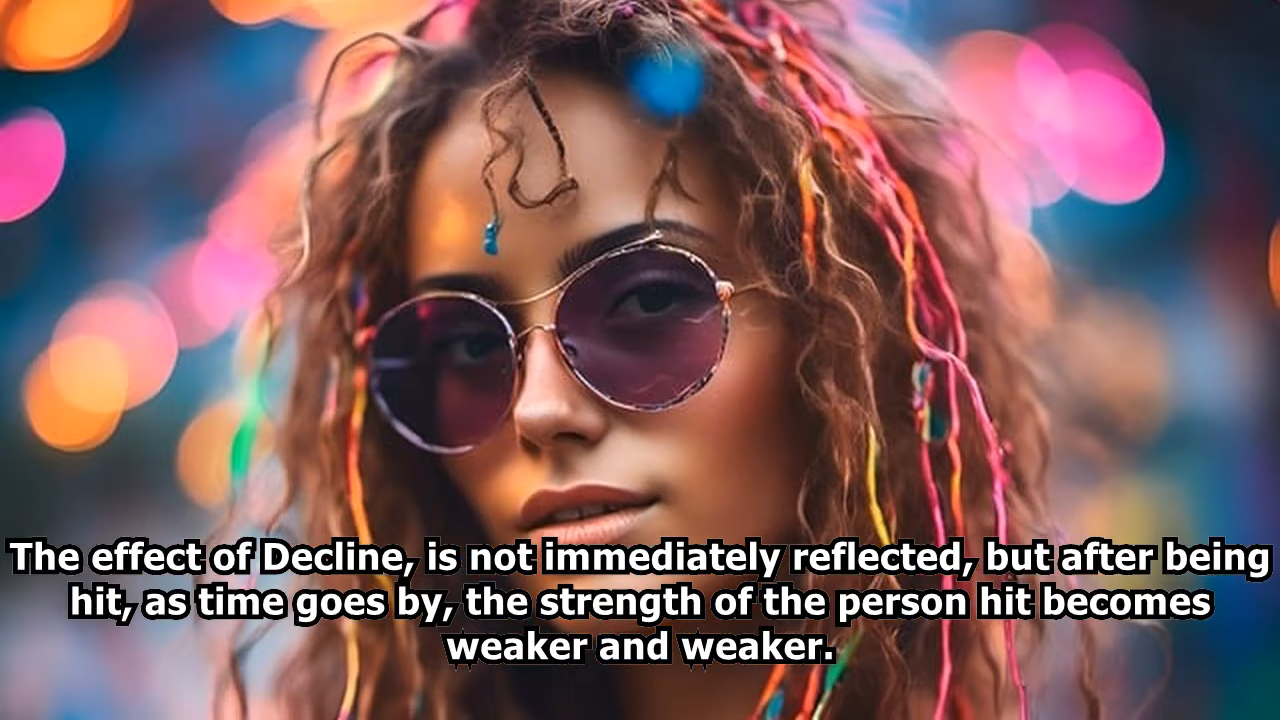 The effect of Decline, is not immediately reflected, but after being
hit, as time goes by, the strength of the person hit becomes
weaker and weaker.